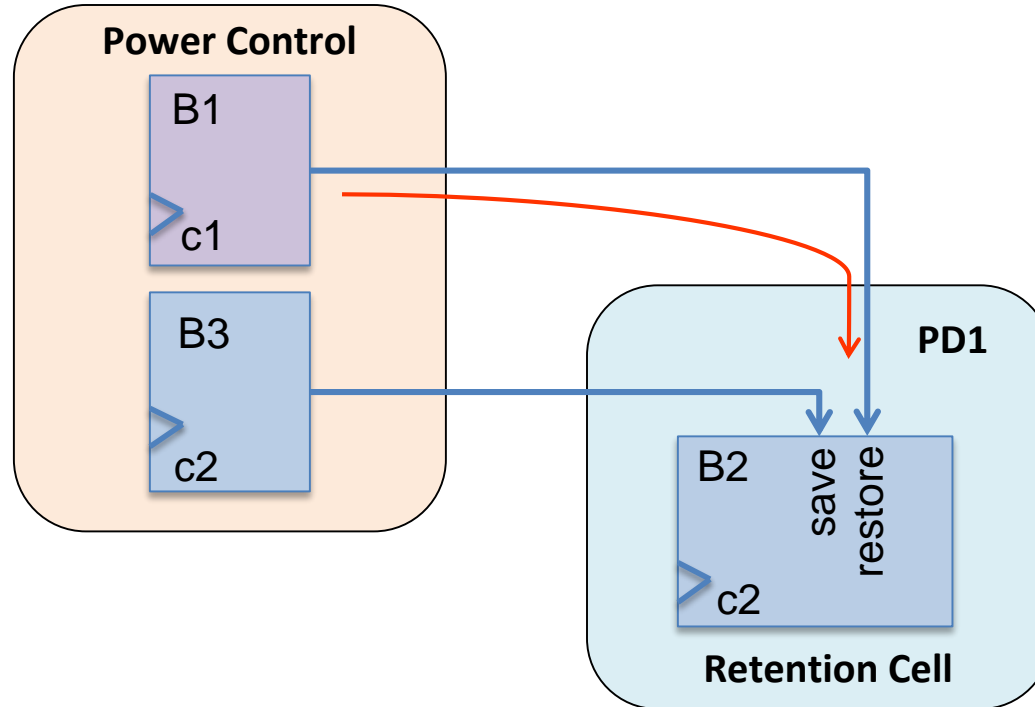 Power Control
B1
c1
B3
c2
PD1
B2
save
restore
c2
Retention Cell